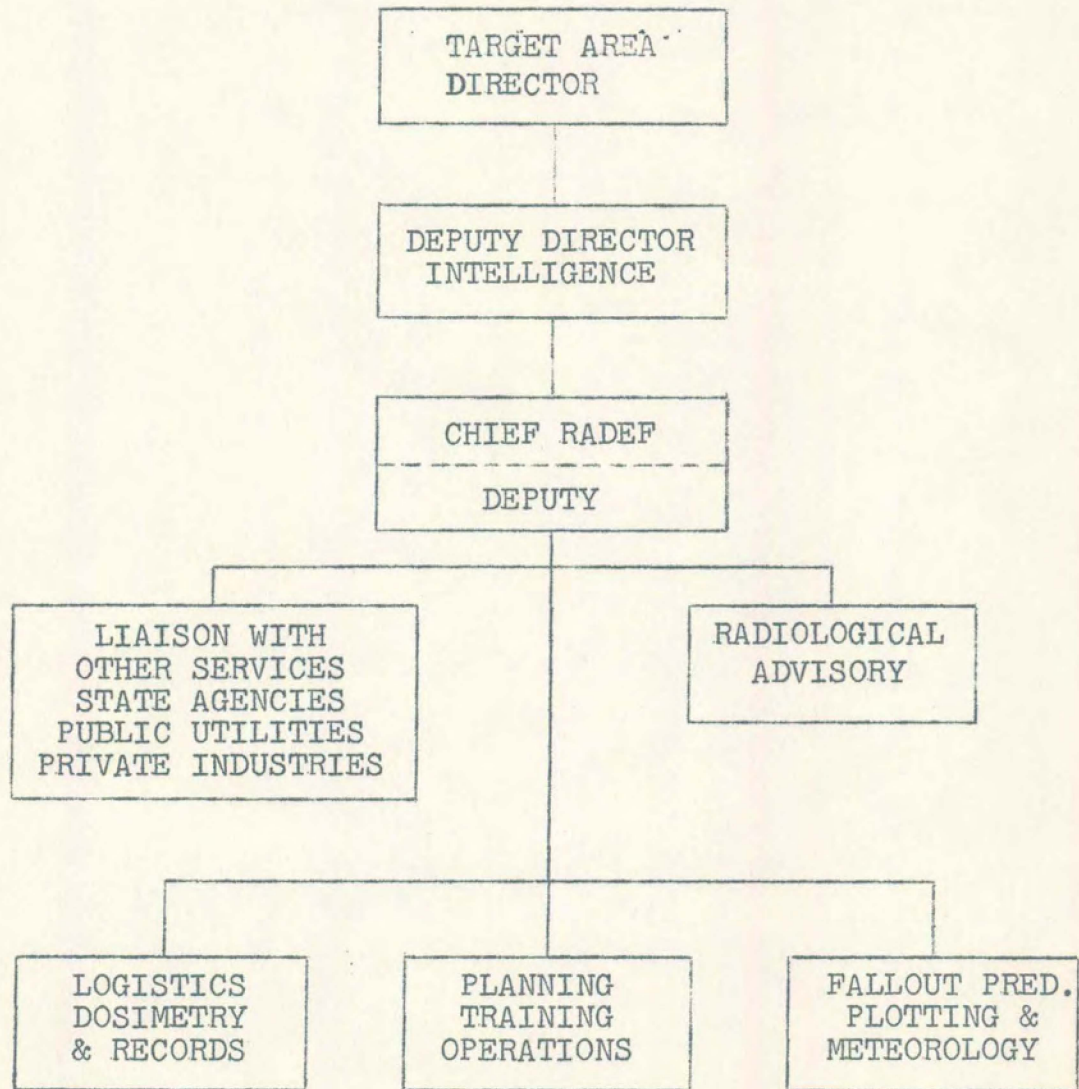 TARGET AREA
DIRECTOR
DEPUTY DIRECTOR
INTELLIGENCE
CHIEF RADEF
DEPUTY
LIAISON WITH
OTHER SERVICES
STATE AGENCIES
PUBLIC UTILITIES
PRIVATE INDUSTRIES
RADIOLOGICAL
ADVISORY
LOGISTICS
DOSIMETRY
& RECORDS
PLANNING
TRAINING
OPERATIONS
FALLOUT PRED.
PLOTTING &
METEOROLOGY